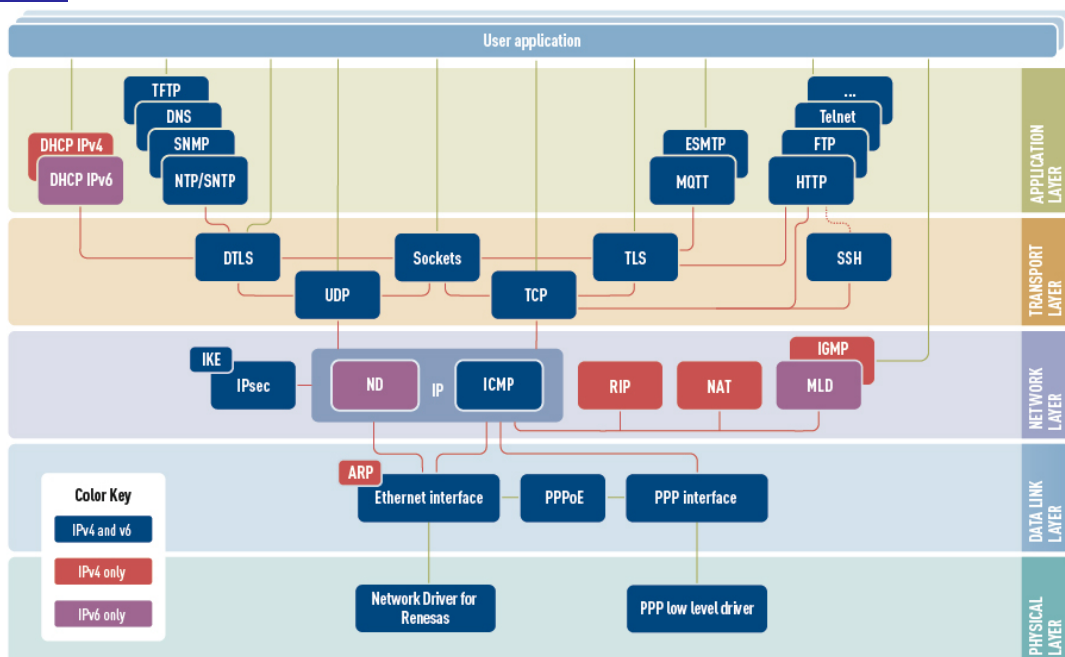 User application
TFTP
DNS
SNMP
NTP/SNTP
DHCP IPv4
DHCP IPv6
ESMTP
MQTT
...
Telnet
FTP
HTTP
APPLICATION
LAYER
DTLS
Sockets
TLS
SSH
UDP
TCP
TRANSPORT
LAYER
IKE
IPsec
ND
IP
ICMP
RIP
NAT
IGMP
MLD
NETWORK
LAYER
ARP
Ethernet interface
PPPoE
PPP interface
DATA LINK
LAYER
Color Key
IPv4 and v6
IPv4 only
IPv6 only
Network Driver for
Renesas
PPP low level driver
PHYSICAL
LAYER